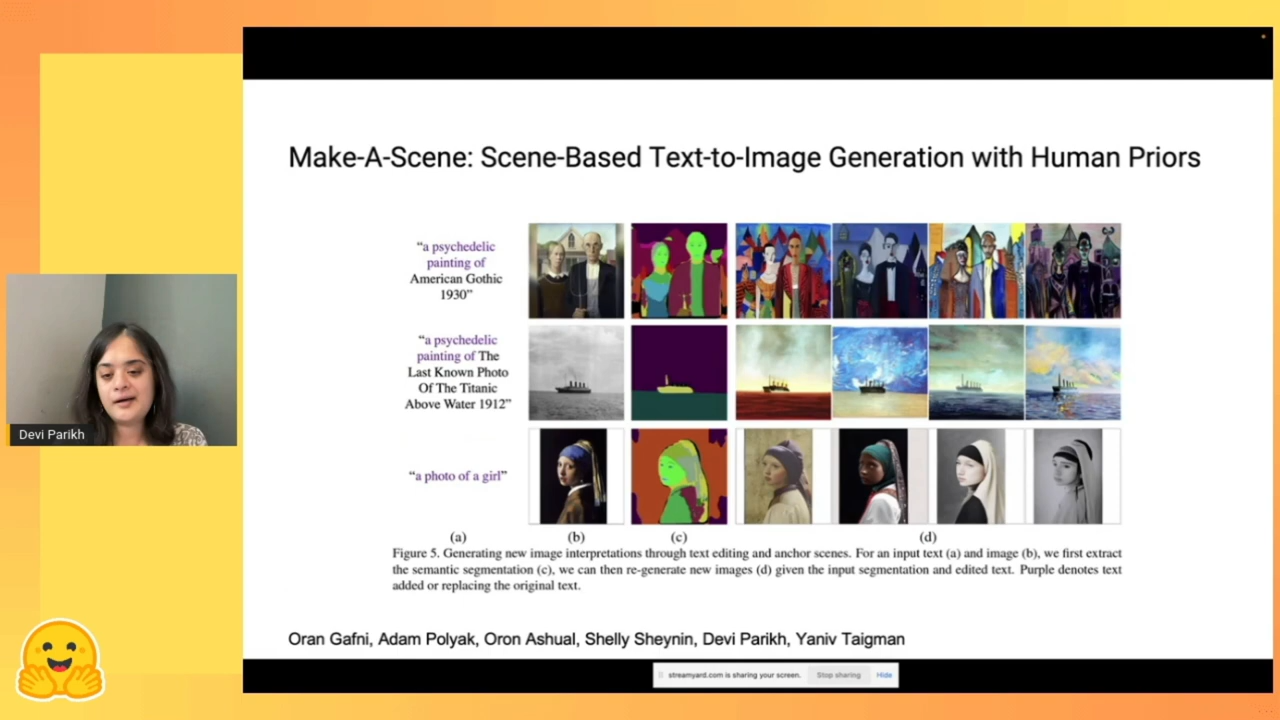 Make-A-Scene: Scene-Based Text-to-Image Generation with Human Priors
“a psychedelic
painting of
American Gothic
1930”
“a psychedelic
painting of The
Last Known Photo
Of The Titanic
Above Water 1912”
“a photo of a girl”
(a) (b) (c) (d)
Figure 5. Generating new image interpretations through text editing and anchor scenes. For an input text (a) and image (b), we first extract
the semantic segmentation (c), we can then re-generate new images (d) given the input segmentation and edited text. Purple denotes text
added or replacing the original text.
Oran Gafni, Adam Polyak, Oron Ashual, Shelly Sheynin, Devi Parikh, Yaniv Taigman
Devi Parikh
streamyard.com is sharing your screen. Stop sharing Hide